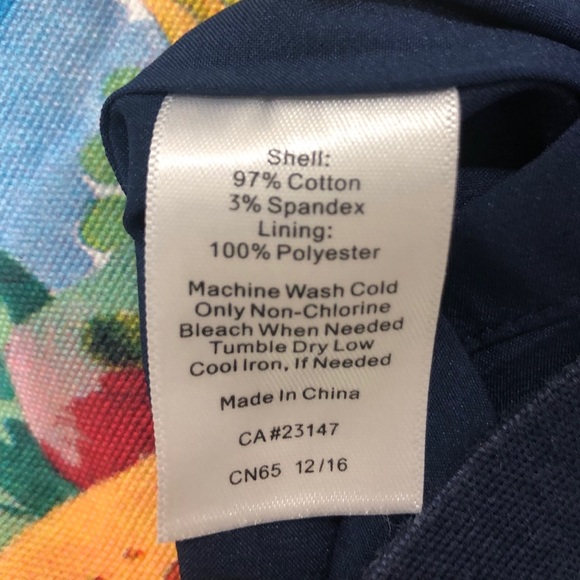 Shell:
97% Cotton
3% Spandex
Lining:
100% Polyester
Machine Wash Cold
Only Non-Chlorine
Bleach When Needed
Tumble Dry Low
Cool Iron, If Needed
Made In China
CA#23147
CN65 12/16